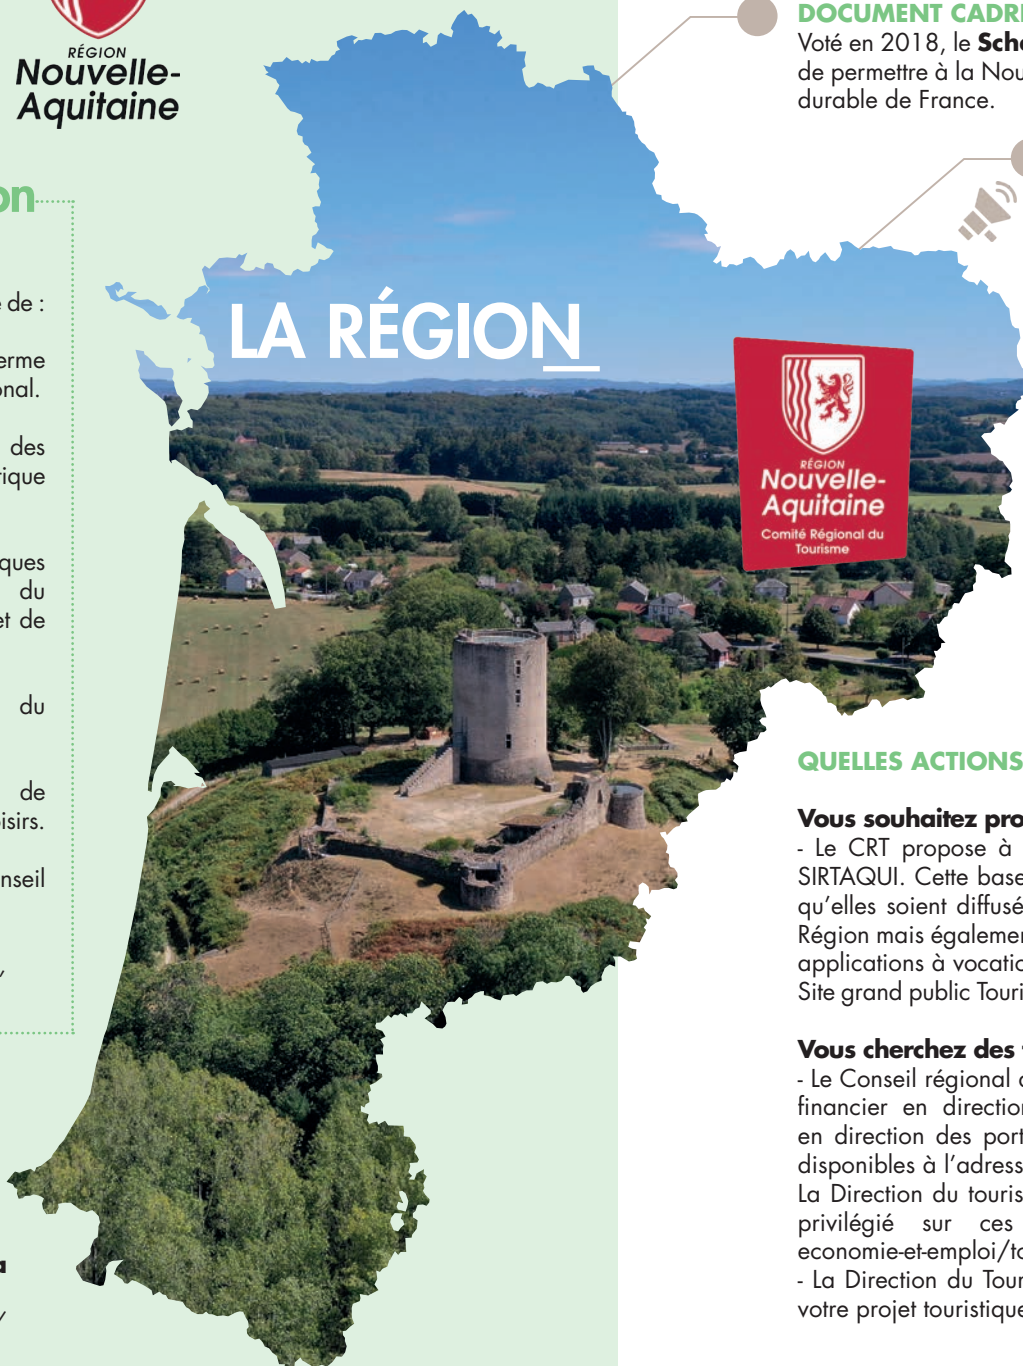 RÉGION
Nouvelle-
Aquitaine
on
de :
erme
onal.
des
rique
ques
du
et de
du
de
isirs.
nseil
a
LA RÉGION
RÉGION
Nouvelle-
Aquitaine
Comité Régional du
Tourisme
DOCUMENT CADRE
Voté en 2018, le Sché
de permettre à la Nou
durable de France.
QUELLES ACTIONS
Vous souhaitez pro
- Le CRT propose à
SIRTAQUI. Cette base
qu’elles soient diffusé
Région mais égalemen
applications à vocatio
Site grand public Touri
Vous cherchez des
- Le Conseil régional
financier en direction
en direction des port
disponibles à l’adress
La Direction du touris
privilégié sur ces
economie-et-emploi/to
- La Direction du Tour
votre projet touristique